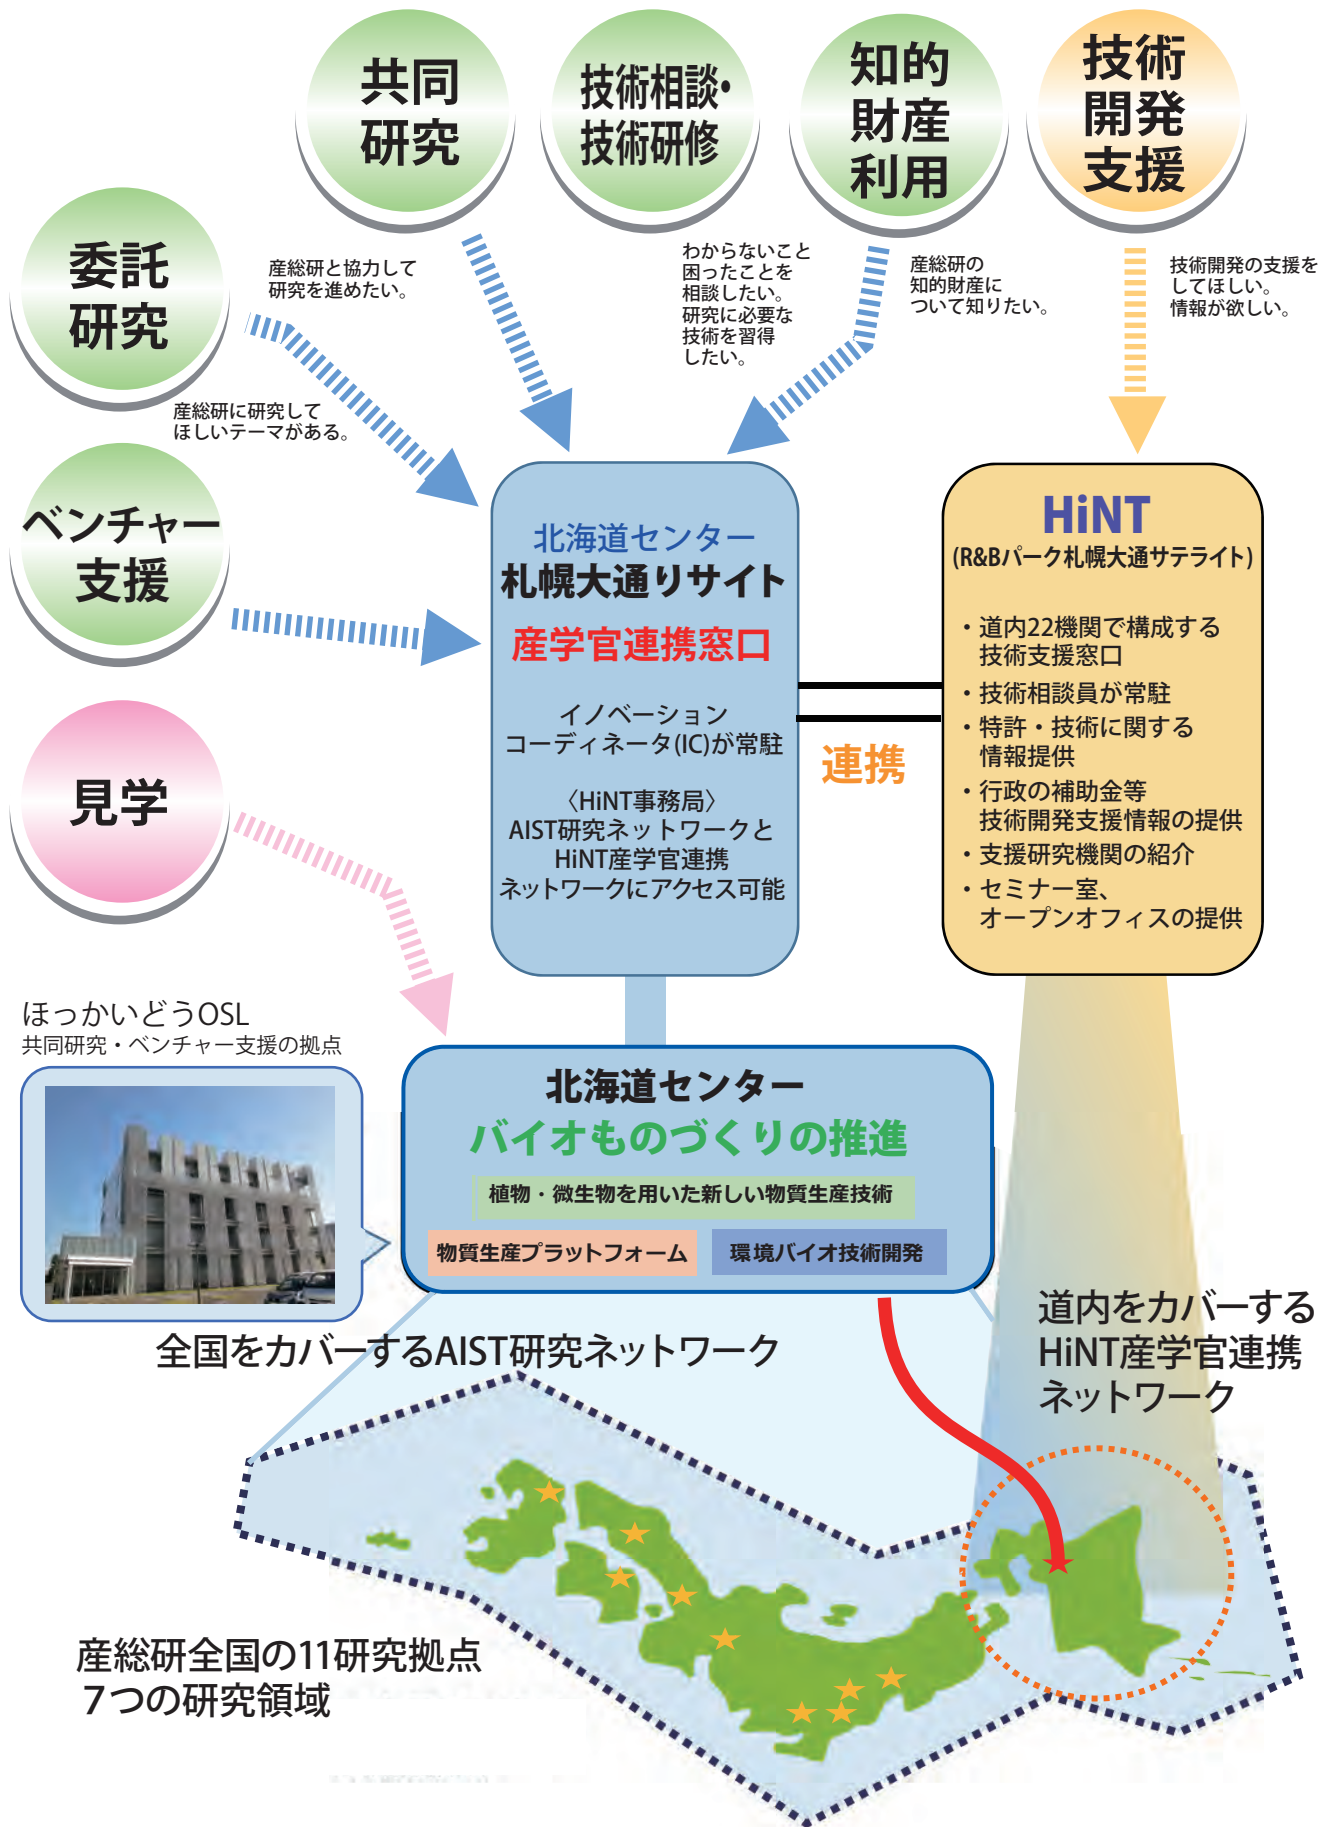 共同
研究
技術相談・
技術研修
知的
財産
利用
技術
開発
支援
委託
研究
産総研と協力して
研究を進めたい。
わからないこと
困ったことを
相談したい。
研究に必要な
技術を習得
したい。
産総研の
知的財産に
ついて知りたい。
技術開発の支援を
してほしい。
情報が欲しい。
産総研に研究して
ほしいテーマがある。
ベンチャー
支援
見学
北海道センター
札幌大通りサイト
産学官連携窓口
イノベーション
コーディネータ(IC)が常駐
〈HiNT事務局〉
AIST研究ネットワークと
HiNT産学官連携
ネットワークにアクセス可能
連携
HiNT
(R&Bパーク札幌大通サテライト)
・道内22機関で構成する
技術支援窓口
・技術相談員が常駐
・特許・技術に関する
情報提供
・行政の補助金等
技術開発支援情報の提供
・支援研究機関の紹介
・セミナー室、
オープンオフィスの提供
ほっかいどうOSL
共同研究・ベンチャー支援の拠点
北海道センター
バイオものづくりの推進
植物・微生物を用いた新しい物質生産技術
物質生産プラットフォーム
環境バイオ技術開発
全国をカバーするAIST研究ネットワーク
道内をカバーする
HiNT産学官連携
ネットワーク
産総研全国の11研究拠点
7つの研究領域